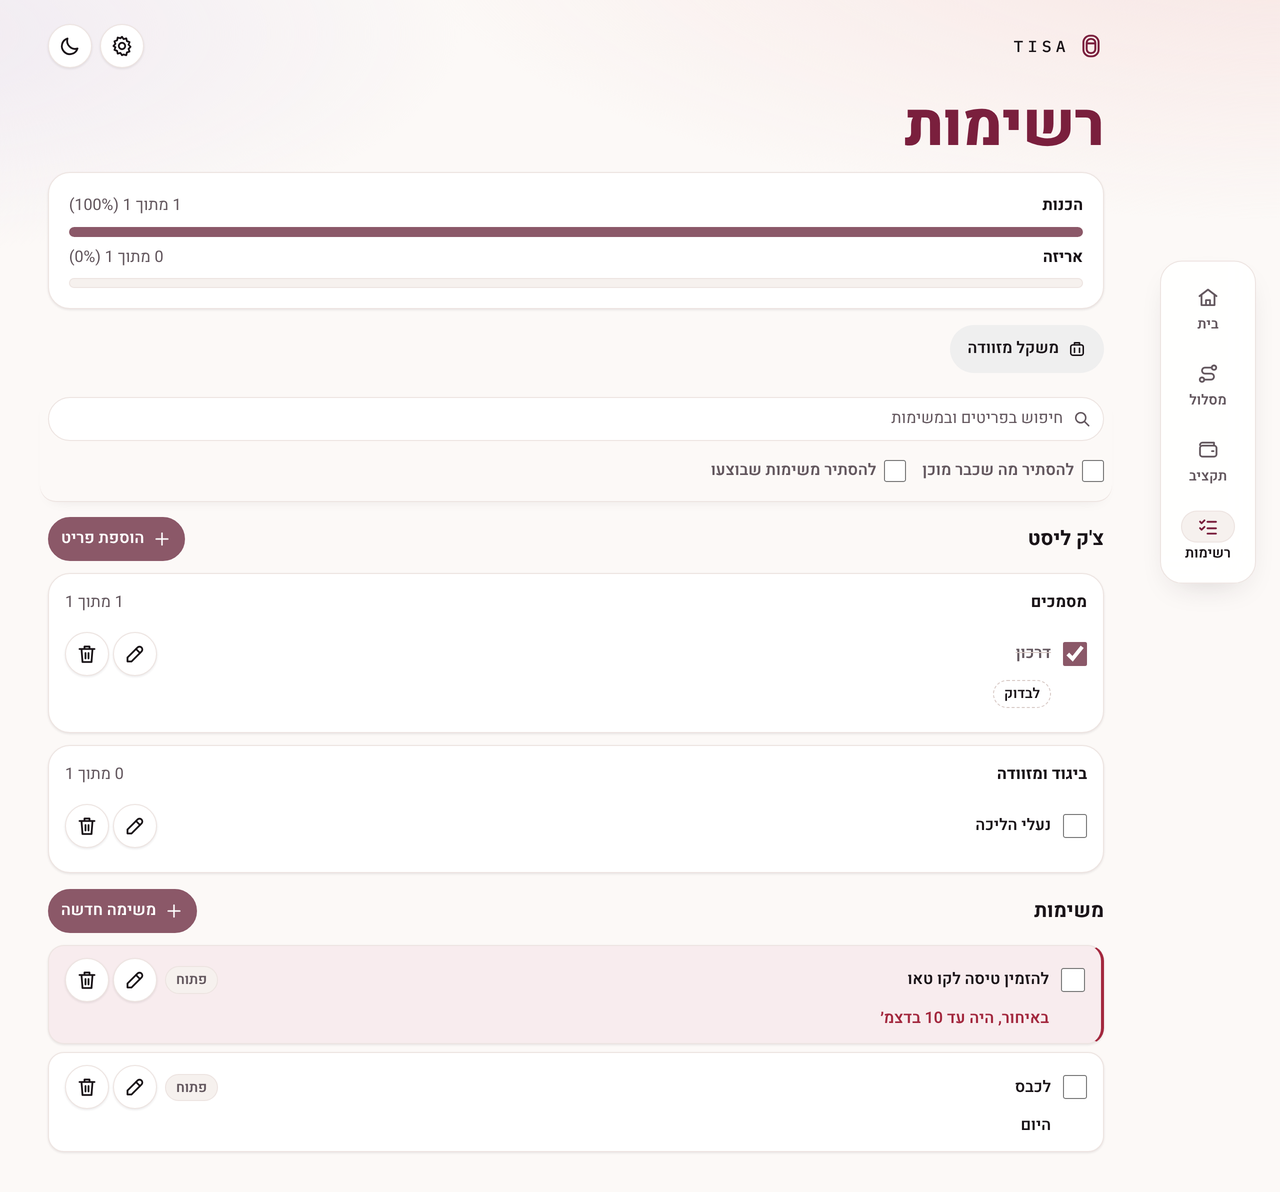 TISA
רשימות
הכנות
1 מתוך 1 (100%)
אריזה
0 מתוך 1 (0%)
משקל מזוודה
חיפוש בפריטים ובמשימות
להסתיר מה שכבר מוכן
להסתיר משימות שבוצעו
צ'ק ליסט
הוספת פריט
מסמכים
1 מתוך 1
דרכון
לבדוק
ביגוד ומזוודה
0 מתוך 1
נעלי הליכה
משימות
משימה חדשה
להזמין טיסה לקו טאו
פתוח
באיחור, היה עד 10 בדצמ׳
לכבס
פתוח
היום
בית
מסלול
תקציב
רשימות